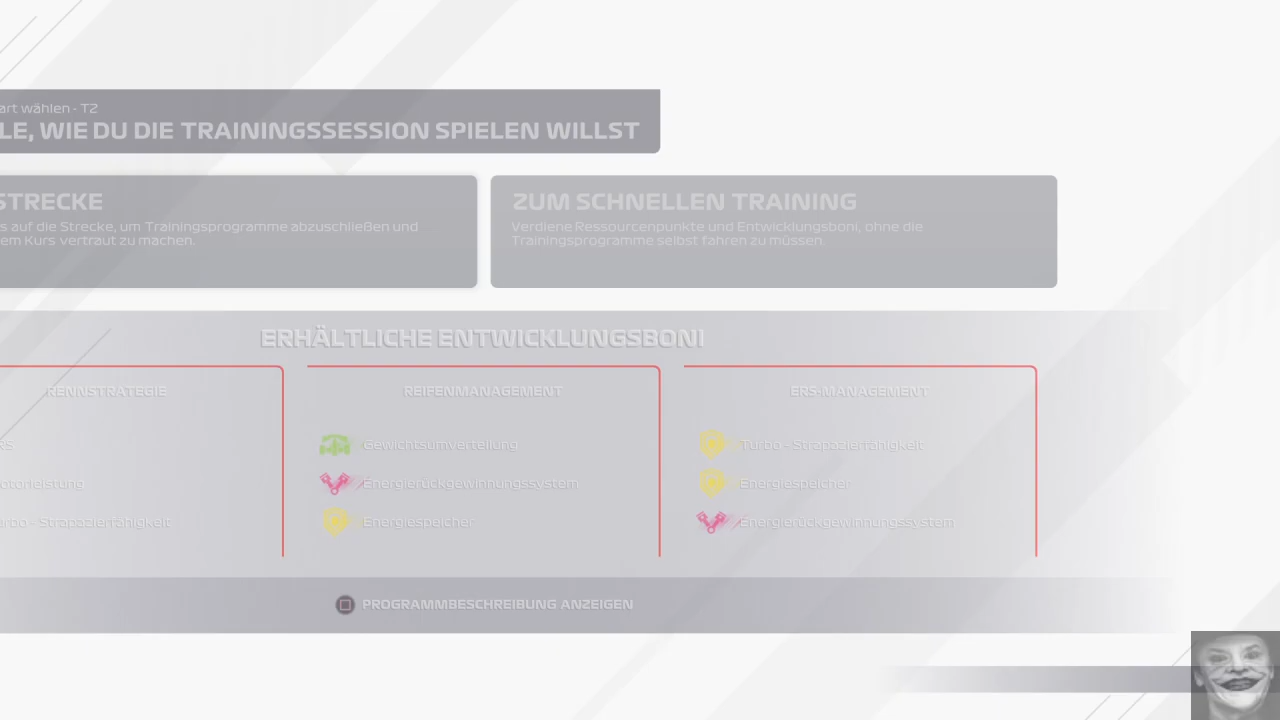 art wählen - T2
LE, WIE DU DIE TRAININGSSESSION SPIELEN WILLST
STRECKE
s auf die Strecke, um Trainingsprogramme abzuschließen und
em Kurs vertraut zu machen.
ZUM SCHNELLEN TRAINING
Verdiene Ressourcenpunkte und Entwicklungsboni, ohne die
Trainingsprogramme selbst fahren zu müssen.
ERHÄLTLICHE ENTWICKLUNGSBONI
RENNSTRATEGIE
RS
otorleistung
urbo - Strapazierfähigkeit
REIFENMANAGEMENT
Gewichtsumverteilung
Energierückgewinnungssystem
Energiespeicher
ERS-MANAGEMENT
Turbo - Strapazierfähigkeit
Energiespeicher
Energierückgewinnungssystem
PROGRAMMBESCHREIBUNG ANZEIGEN